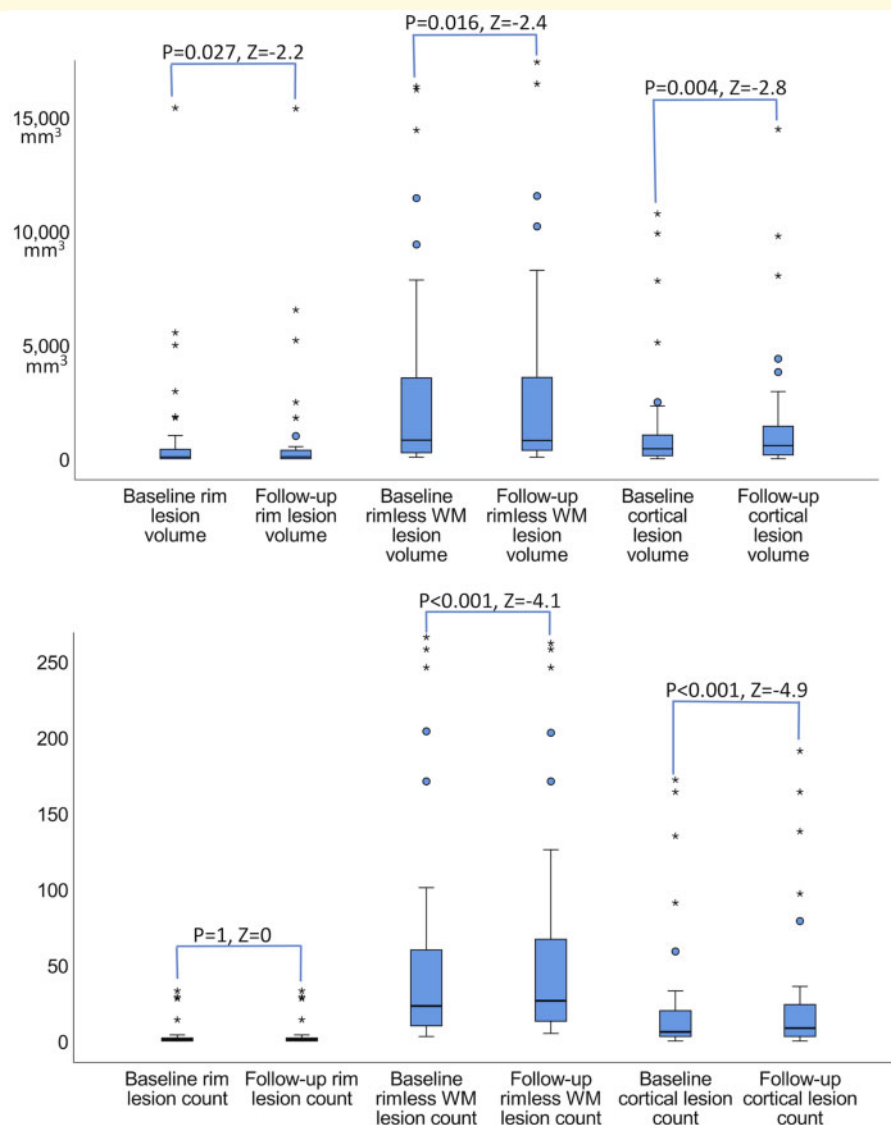 P=0.016, Z=-2.4
P=0.027, Z=-2.2
P=0.004, Z=-2.8
15,000
mm³
10,000
mm³
5,000
mm³
0
Baseline rim
lesion
volume
Follow-up
rim lesion
volume
Baseline
rimless WM
lesion
volume
Follow-up
rimless WM
lesion
volume
Baseline
cortical
lesion
volume
Follow-up
cortical
lesion
volume
P<0.001, Z=-4.1
P<0.001, Z=-4.9
P=1, Z=0
250
200
150
100
50
0
Baseline rim
lesion count
Follow-up rim
lesion count
Baseline
rimless WM
lesion count
Follow-up
rimless WM
lesion count
Baseline
cortical lesion
count
Follow-up
cortical lesion
count